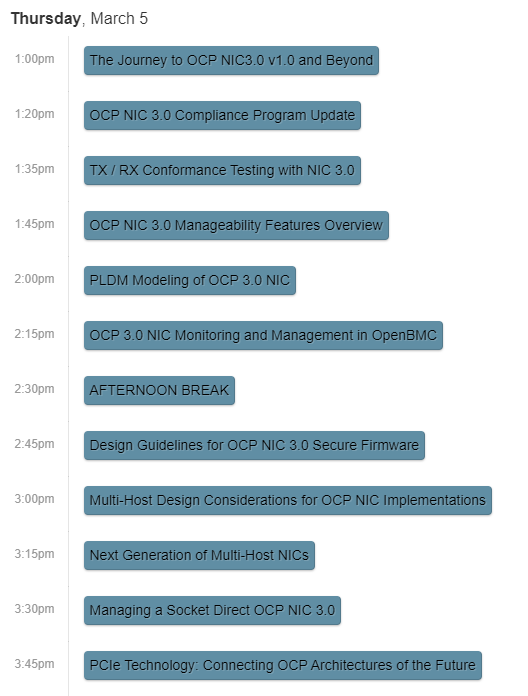 Thursday, March 5
1:00pm The Journey to OCP NIC3.0 v1.0 and Beyond
1:20pm OCP NIC 3.0 Compliance Program Update
1:35pm TX / RX Conformance Testing with NIC 3.0
1:45pm OCP NIC 3.0 Manageability Features Overview
2:00pm PLDM Modeling of OCP 3.0 NIC
2:15pm OCP 3.0 NIC Monitoring and Management in OpenBMC
2:30pm AFTERNOON BREAK
2:45pm Design Guidelines for OCP NIC 3.0 Secure Firmware
3:00pm Multi-Host Design Considerations for OCP NIC Implementations
3:15pm Next Generation of Multi-Host NICs
3:30pm Managing a Socket Direct OCP NIC 3.0
3:45pm PCIe Technology: Connecting OCP Architectures of the Future